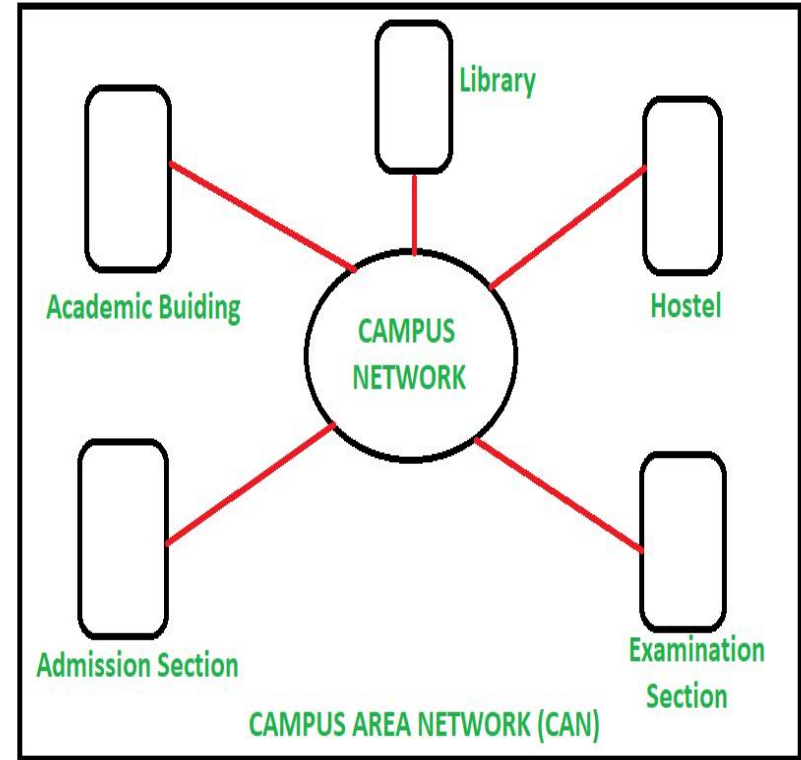 Library
Academic Buiding
Hostel
CAMPUS
NETWORK
Admission Section
Examination
Section
CAMPUS AREA NETWORK (CAN)